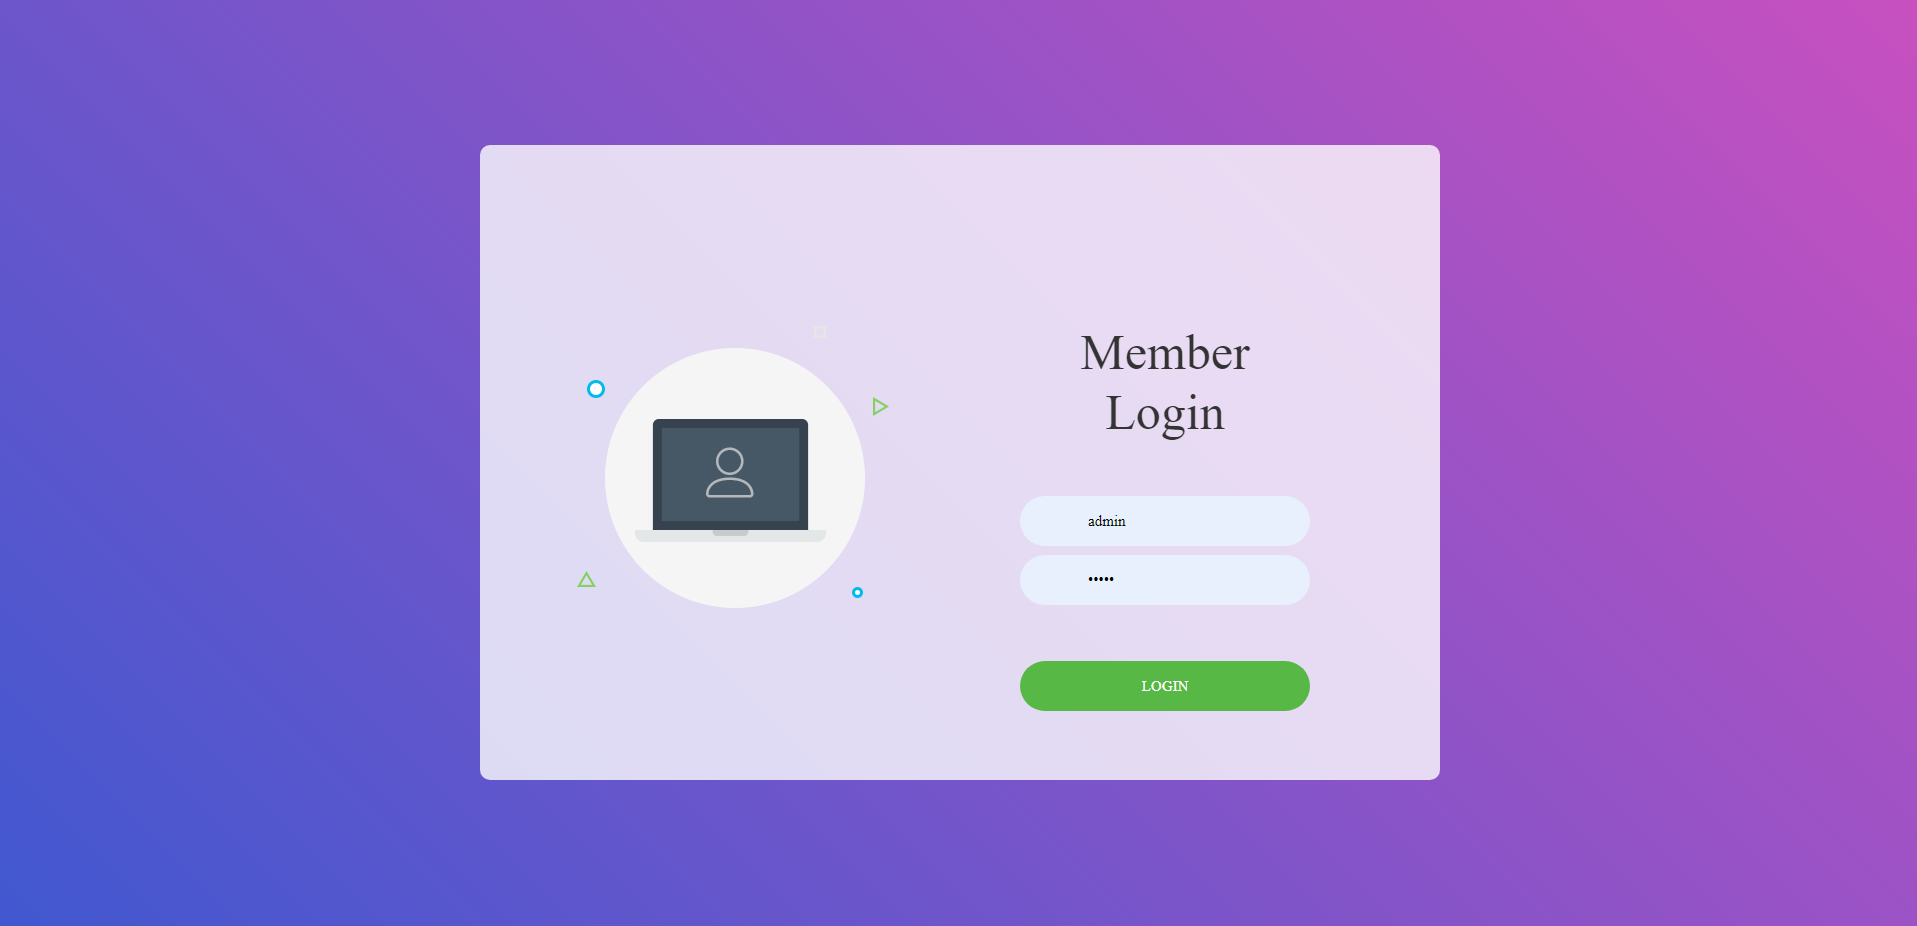 Member
Login
admin
•••••
LOGIN